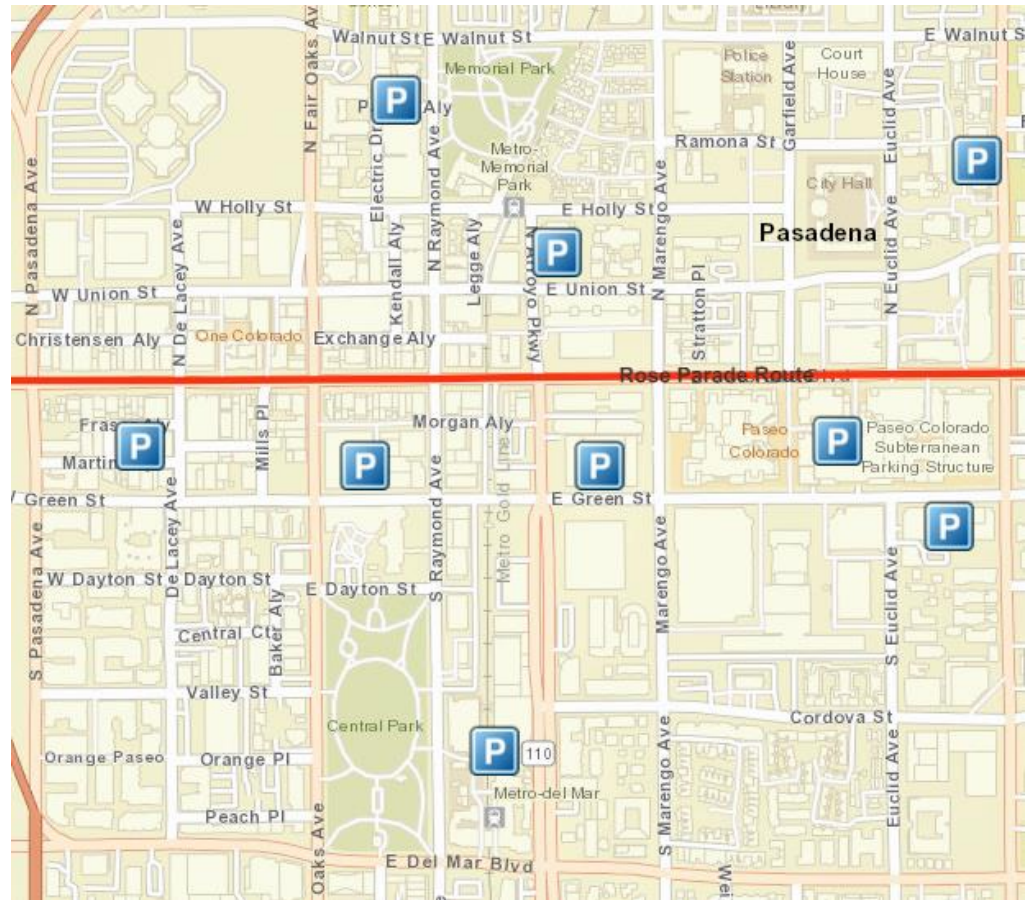 Walnut St
E Walnut St
E Walnut S
N Fair Oaks Av
Memorial Park
Police
Station
Court
House
Garfield Ave
P
Aly
Electric Dr
N Raymond Ave
Metro-
Memorial
Park
Ramona St
Euclid Ave
P
N Pasadena Ave
City Hall
W Holly St
E Holly St
Pasadena
N De Lacey Ave
Kendall Aly
Legge Aly
P
Pkwy
N Marengo Ave
Stratton Pl
N Euclid Ave
W Union St
E Union St
Christensen Aly
One Colorado
Exchange Aly
Rose Parade Route
Mills Pl
Morgan Aly
P
P
P
P
Paseo
Colorado
Paseo Colorado
Subterranean
Parking Structure
Green St
E Green St
P
S Pasadena Ave
De Lacey Ave
S Raymond Ave
Metro Gold Line
Marengo Ave
S Euclid Ave
W Dayton St
Dayton St
E Dayton St
Central Ct
Baker Aly
Valley St
Cordova St
Central Park
Orange Paseo
Orange Pl
P
110
S Marengo Ave
Euclid Ave
Metro-del Mar
Peach Pl
Oaks Ave
E Del Mar Blvd